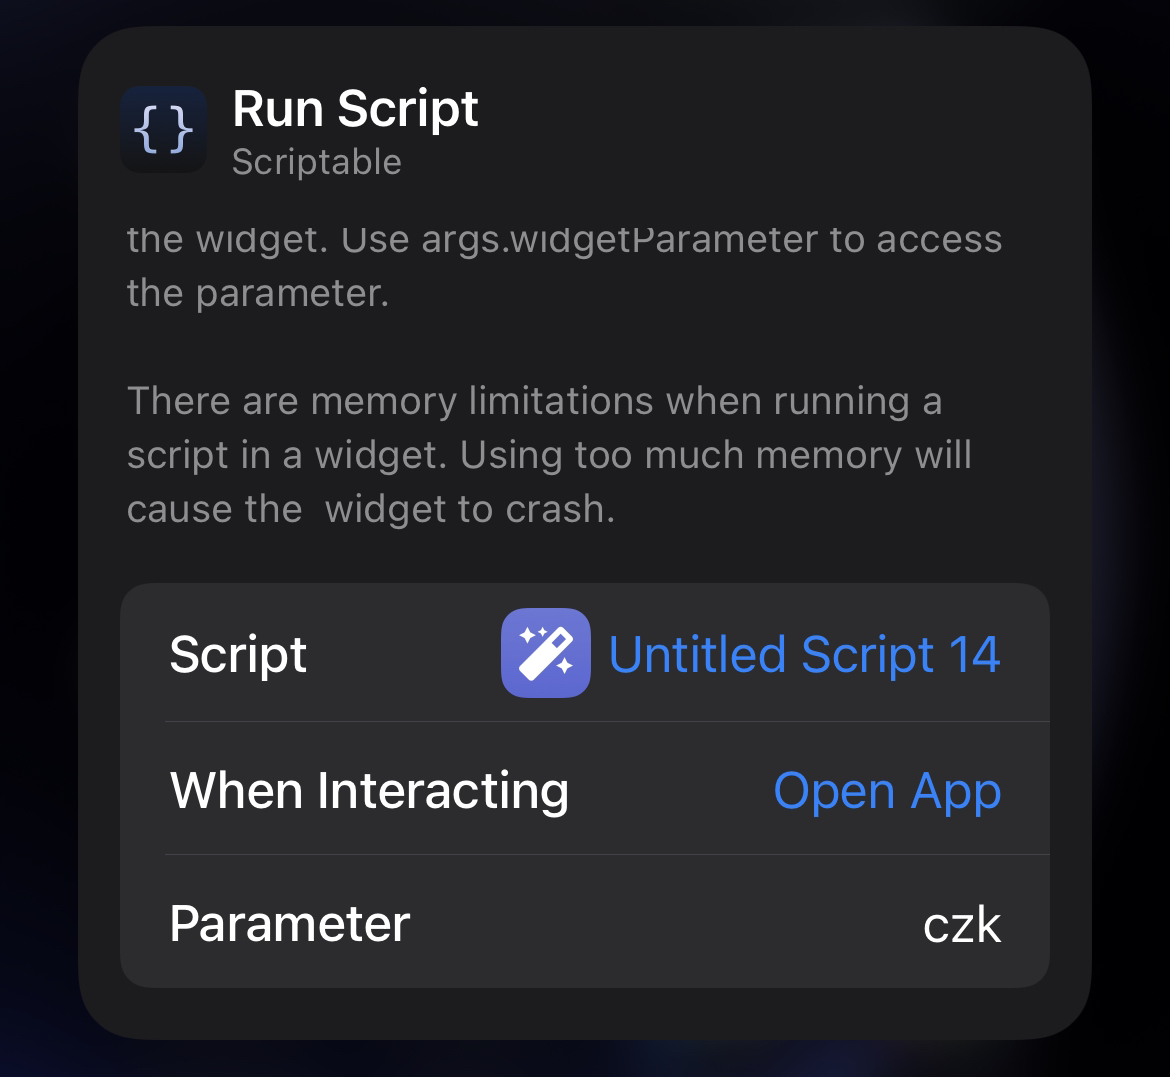 Run Script
Scriptable
the widget. Use args.widgetParameter to access
the parameter.
There are memory limitations when running a
script in a widget. Using too much memory will
cause the  widget to crash.
Script Untitled Script 14
When Interacting Open App
Parameter czk